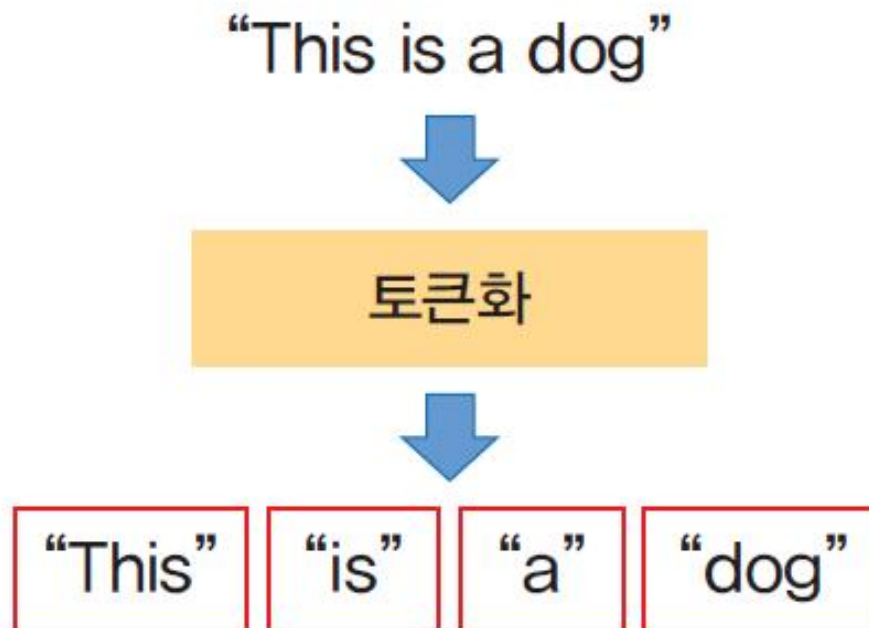 “This is a dog”
토큰화
“This” “is” “a” “dog”